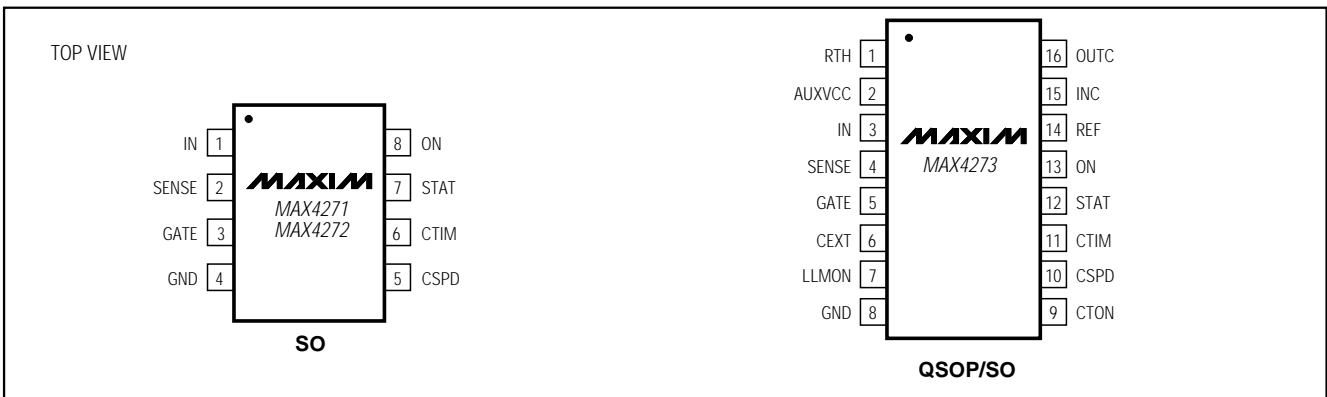 TOP VIEW
IN 1
8 ON
SENSE 2
7 STAT
GATE 3
6 CTIM
GND 4
5 CSPD
MAXIM
MAX4271
MAX4272
SO
RTH 1
16 OUTC
AUXVCC 2
15 INC
IN 3
14 REF
SENSE 4
13 ON
GATE 5
12 STAT
CEXT 6
11 CTIM
LLMON 7
10 CSPD
GND 8
9 CTON
MAXIM
MAX4273
QSOP/SO